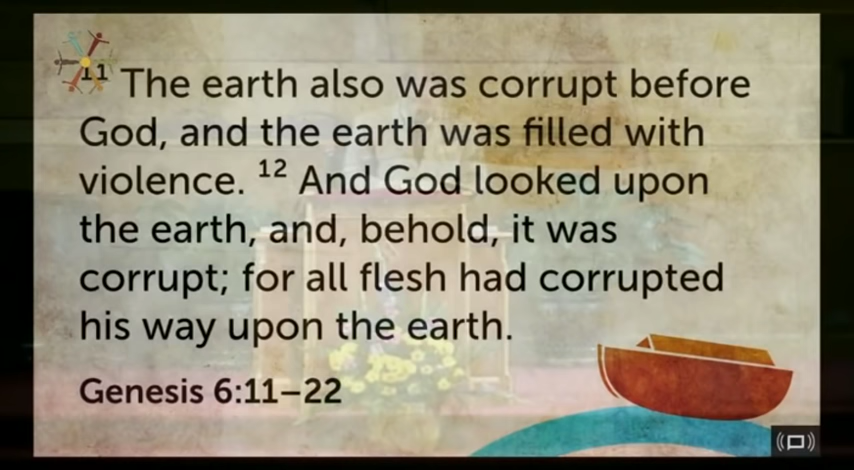 11 The earth also was corrupt before
God, and the earth was filled with
violence. 12 And God looked upon
the earth, and, behold, it was
corrupt; for all flesh had corrupted
his way upon the earth.
Genesis 6:11–22